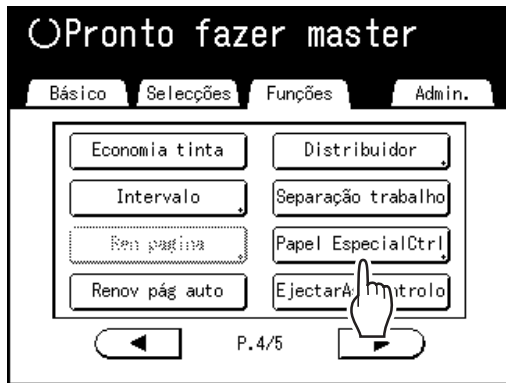 Pronto fazer master
Básico Selecções Funções Admin.
Economia tinta Distribuidor
Intervalo Separação trabalho
Ren pagina Papel EspecialCtrl
Renov pág auto
P.4/5